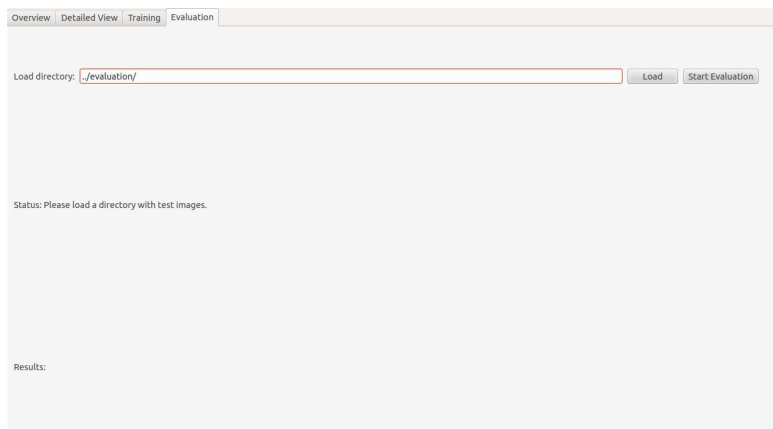 Overview Detailed View Training Evaluation
Load directory: ../evaluation/ Load Start Evaluation
Status: Please load a directory with test images.
Results: